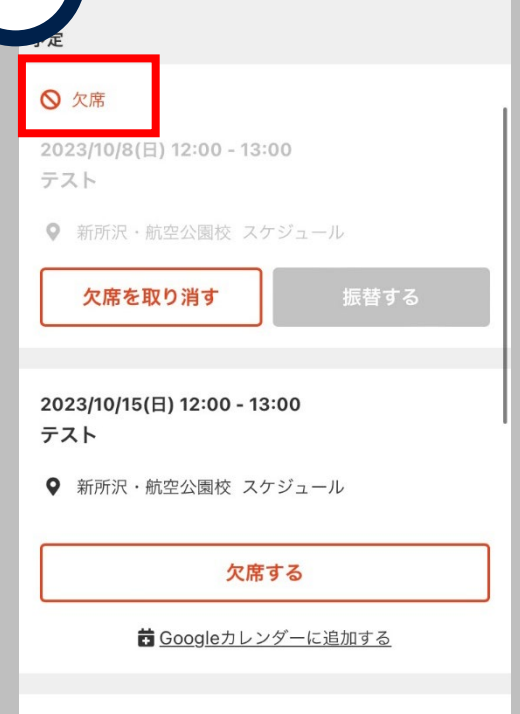 予定
欠席
2023/10/8(日) 12:00 - 13:00
テスト
新所沢・航空公園校 スケジュール
欠席を取り消す
振替する
2023/10/15(日) 12:00 - 13:00
テスト
新所沢・航空公園校 スケジュール
欠席する
Googleカレンダーに追加する